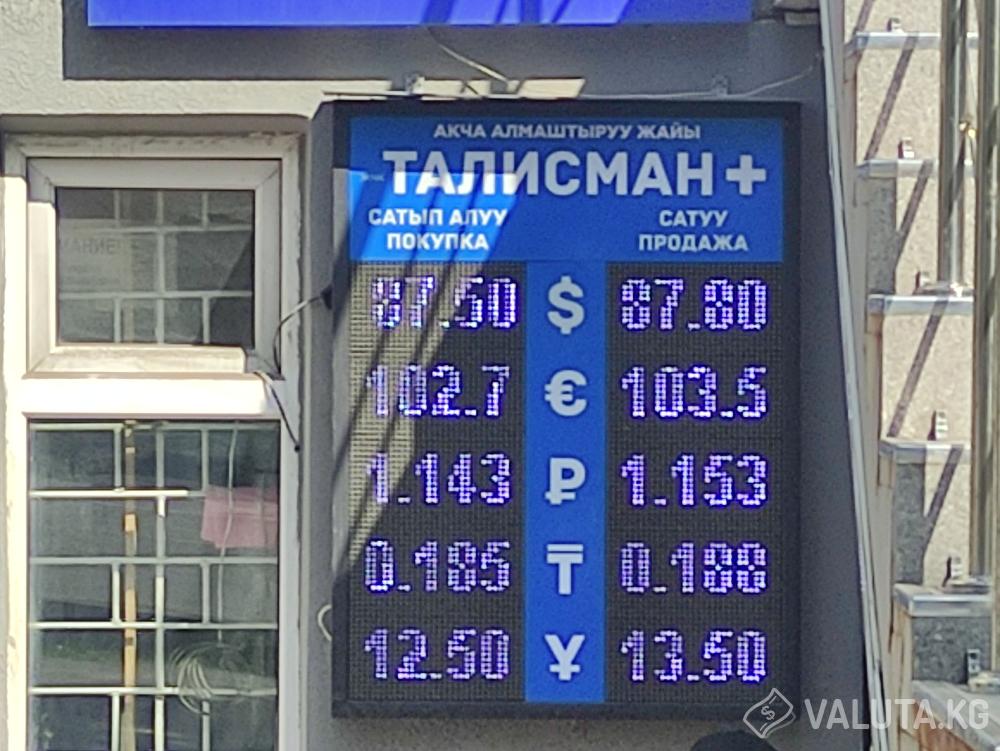 АКЧА АЛМАШТЫРУУ ЖАЙЫ
ТАЛИСМАН+
САТЫП АЛУУ САТУУ
ПОКУПКА ПРОДАЖА
87.50 $ 87.80
102.7 € 103.5
1.143 ₽ 1.153
0.185 ₸ 0.188
12.50 ¥ 13.50
VALUTA.KG